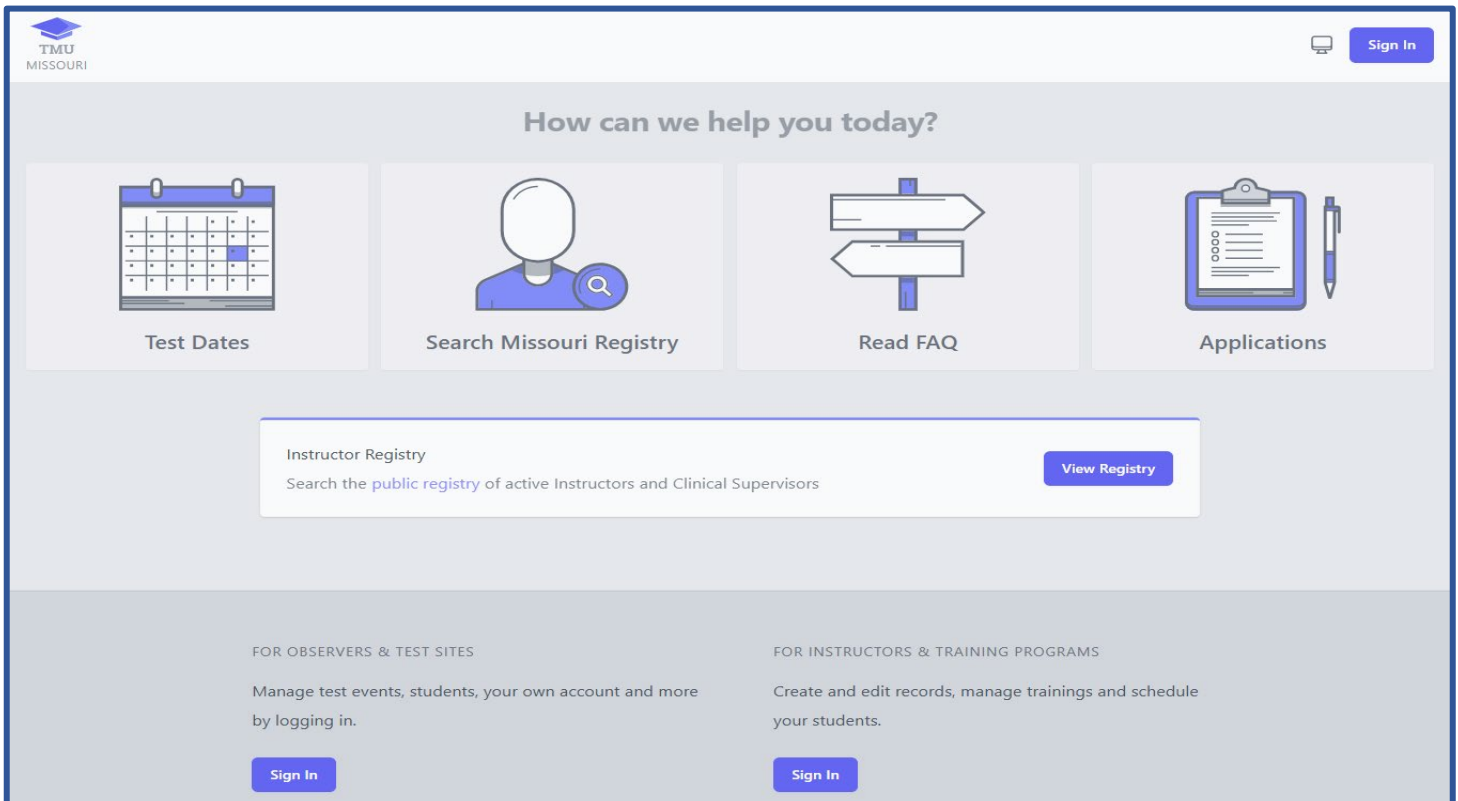 TMU
MISSOURI
Sign In
How can we help you today?
Test Dates
Search Missouri Registry
Read FAQ
Applications
Instructor Registry
Search the public registry of active Instructors and Clinical Supervisors
View Registry
FOR OBSERVERS & TEST SITES
Manage test events, students, your own account and more
by logging in.
Sign In
FOR INSTRUCTORS & TRAINING PROGRAMS
Create and edit records, manage trainings and schedule
your students.
Sign In